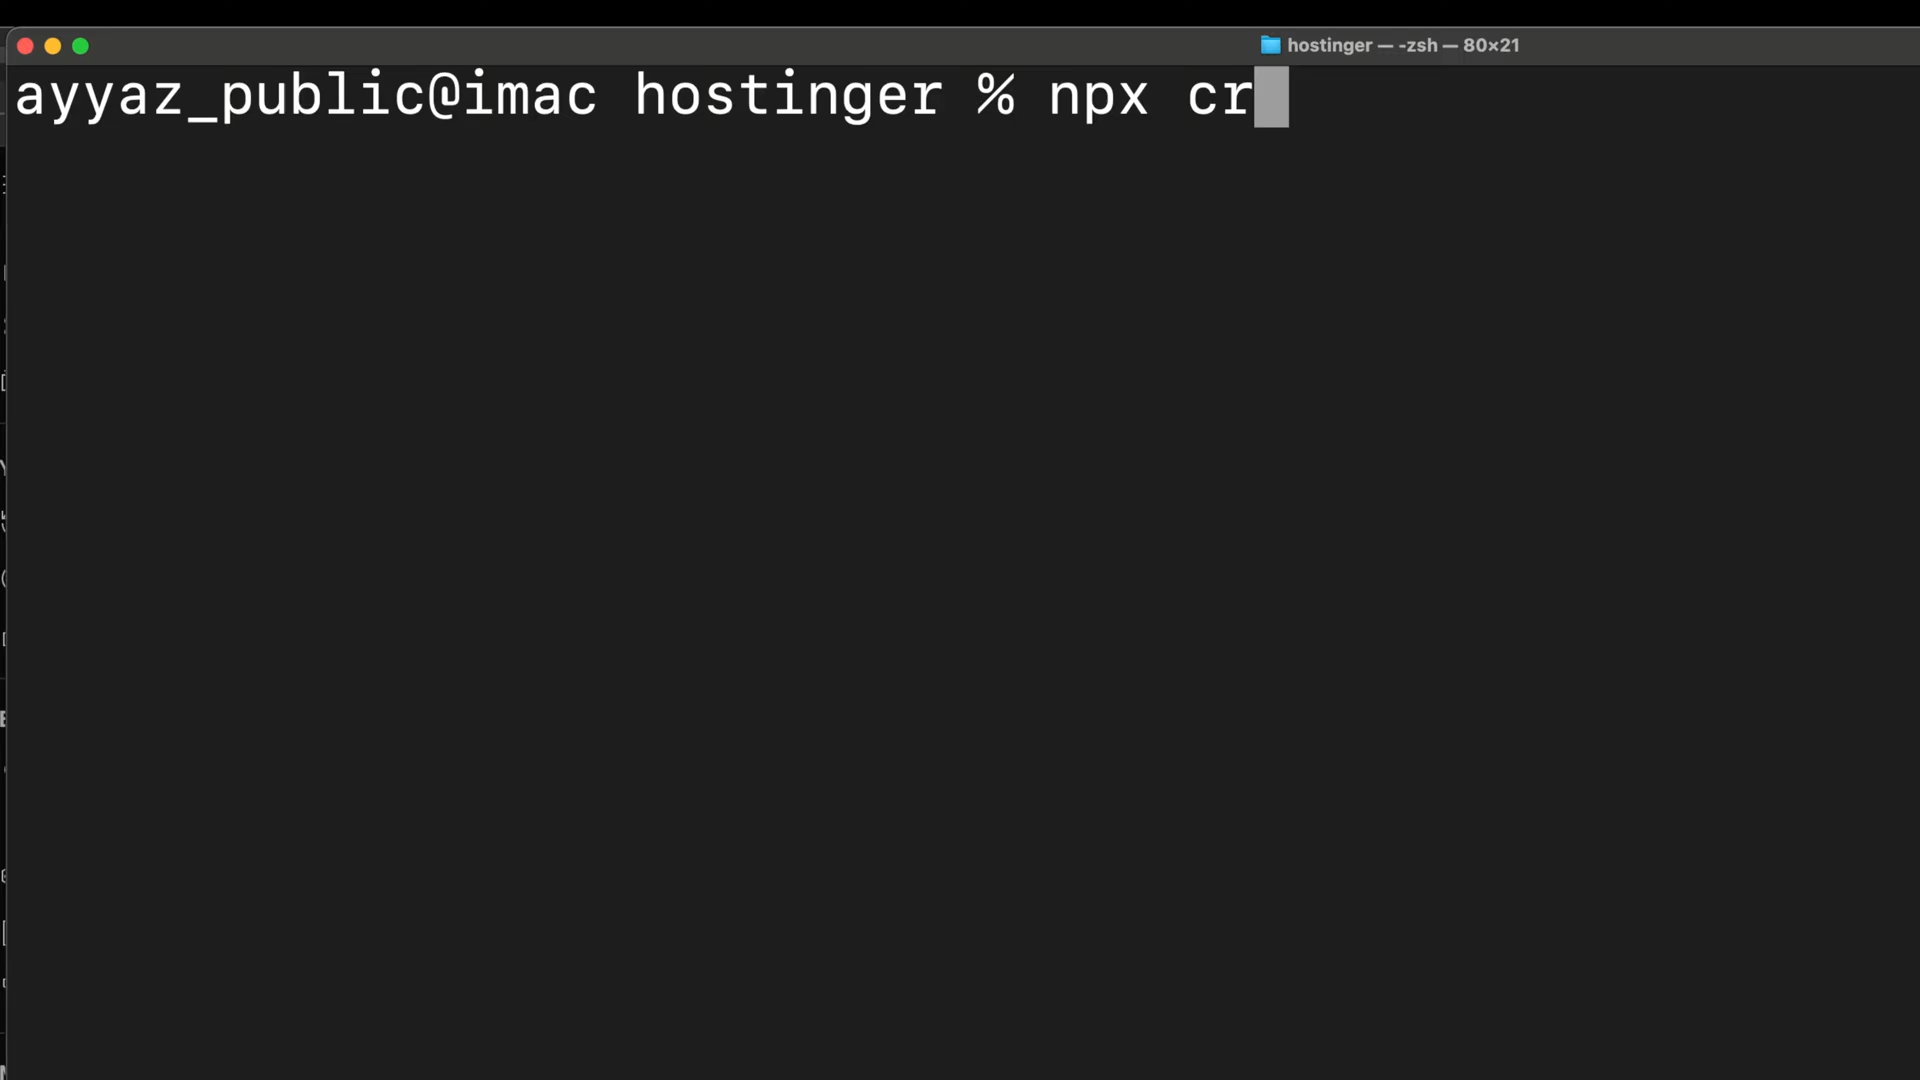 hostinger — -zsh — 80×21
ayyaz_public@imac hostinger % npx cr